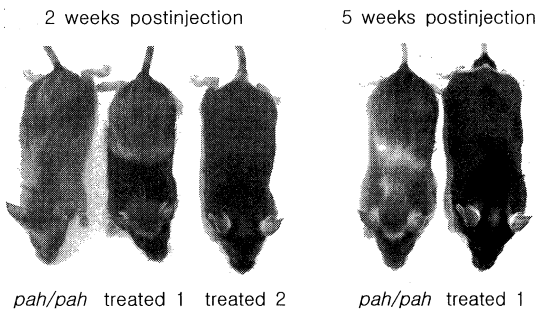 2 weeks postinjection
5 weeks postinjection
pah/pah treated 1 treated 2
pah/pah treated 1